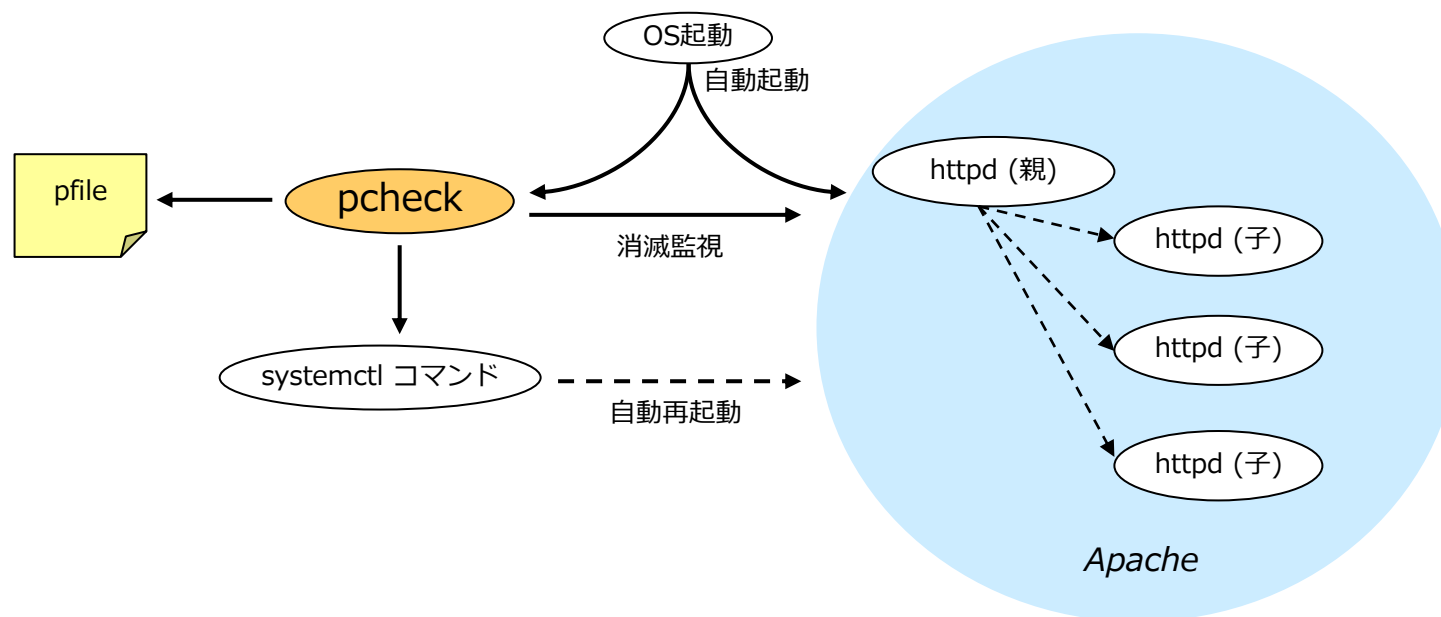 OS起動
自動起動
pfile
pcheck
httpd (親)
消滅監視
httpd (子)
httpd (子)
systemctl コマンド
自動再起動
httpd (子)
Apache